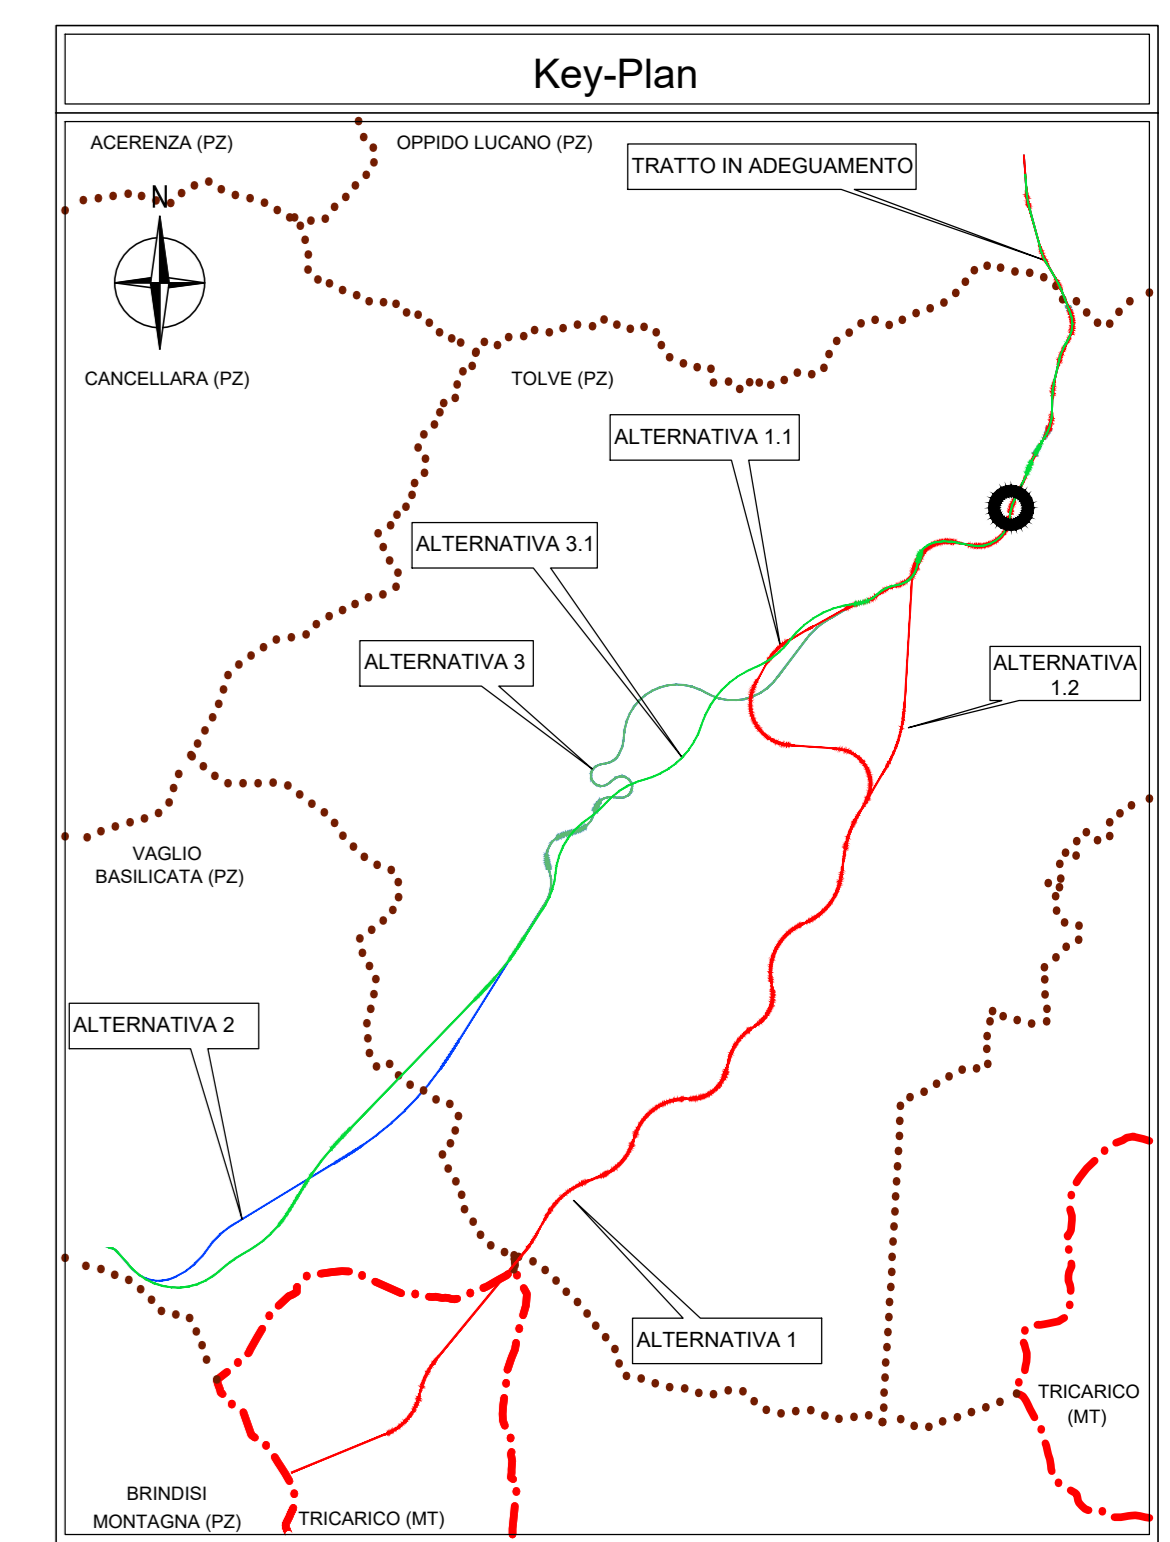 Key-Plan
ACERENZA (PZ)
OPPIDO LUCANO (PZ)
TRATTO IN ADEGUAMENTO
N
CANCELLARA (PZ)
TOLVE (PZ)
ALTERNATIVA 1.1
ALTERNATIVA 3.1
ALTERNATIVA 3
ALTERNATIVA
1.2
VAGLIO
BASILICATA (PZ)
ALTERNATIVA 2
ALTERNATIVA 1
TRICARICO
(MT)
BRINDISI
MONTAGNA (PZ)
TRICARICO (MT)